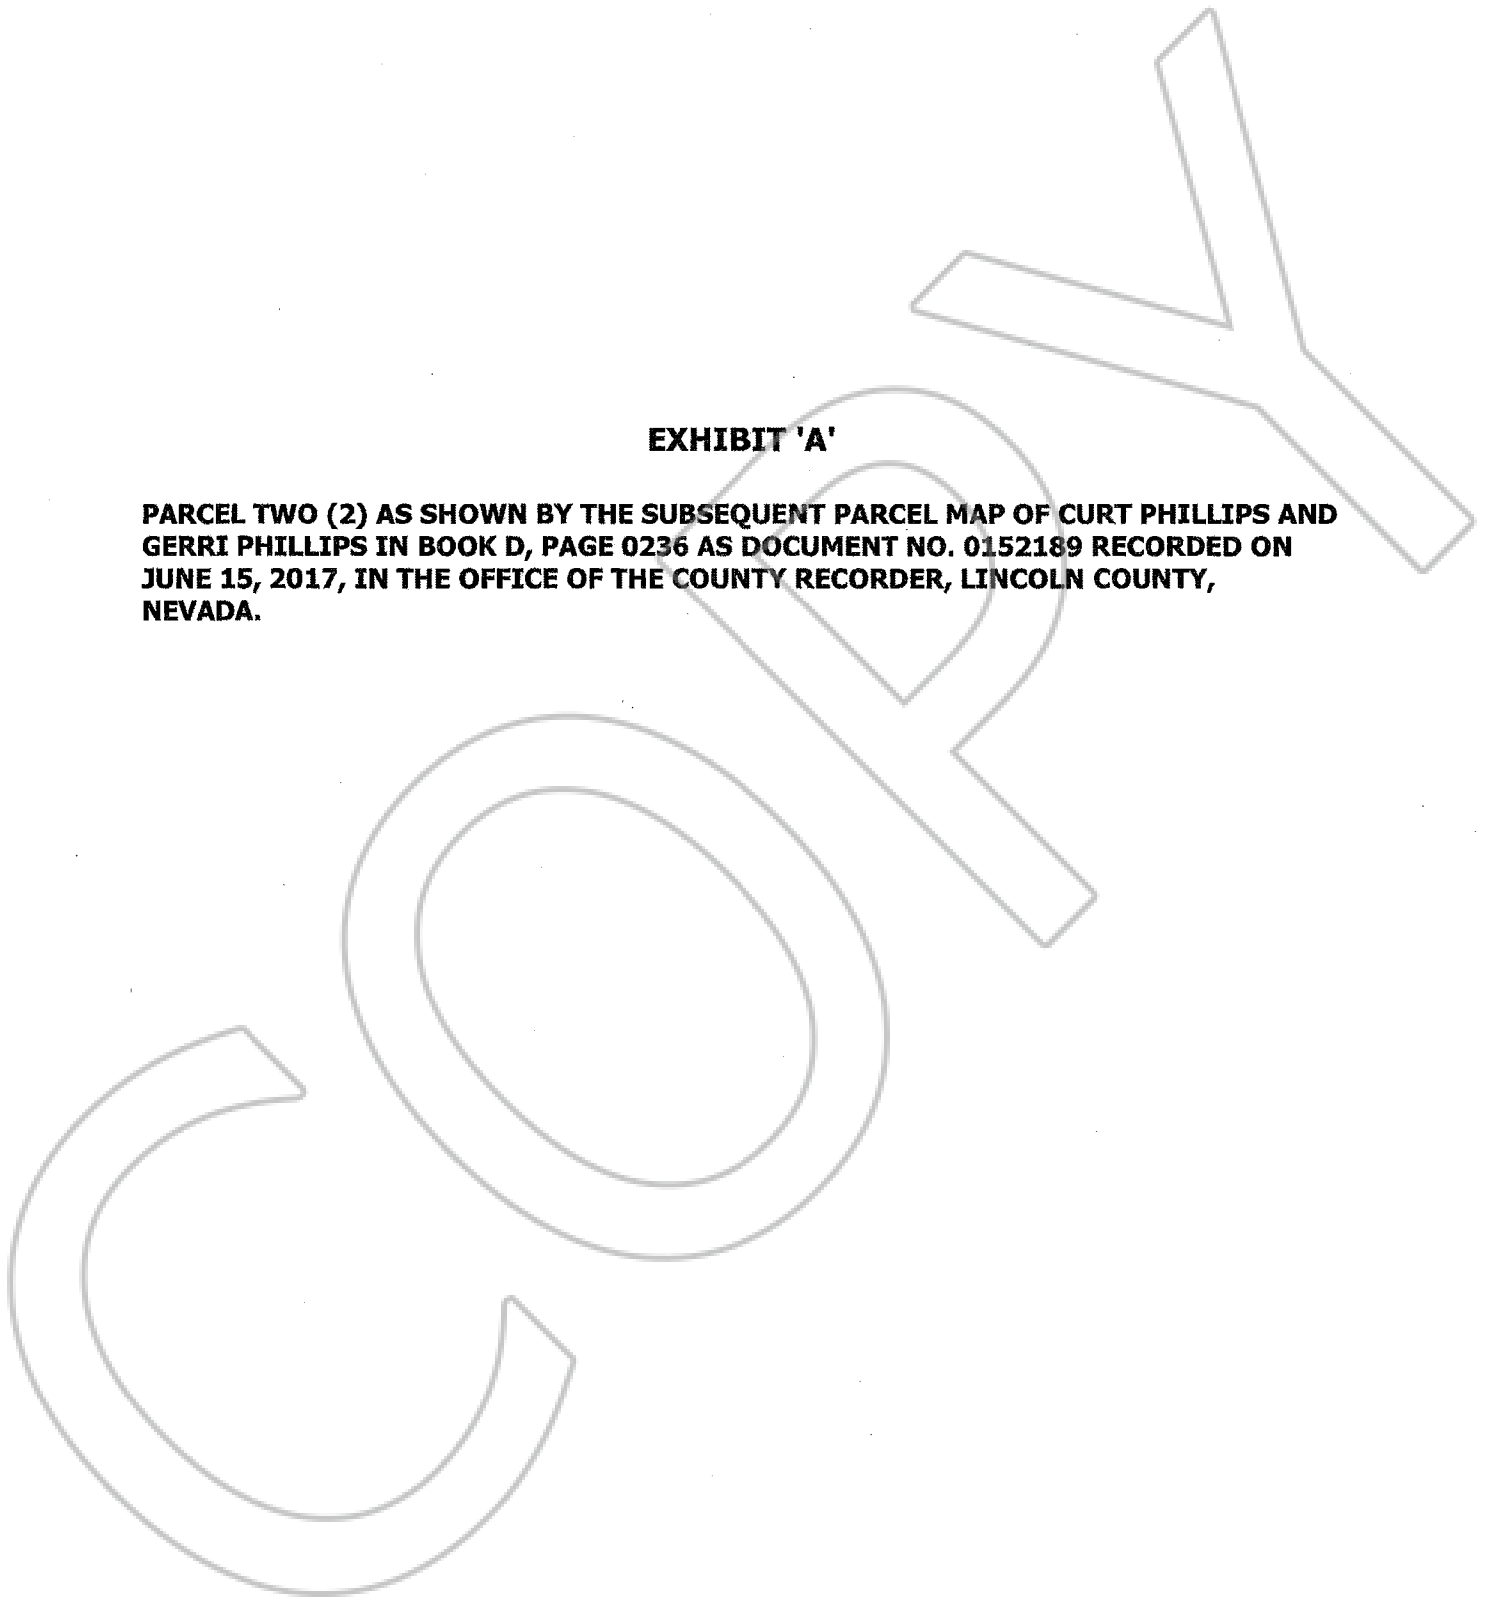 EXHIBIT 'A'
PARCEL TWO (2) AS SHOWN BY THE SUBSEQUENT PARCEL MAP OF CURT PHILLIPS AND
GERRI PHILLIPS IN BOOK D, PAGE 0236 AS DOCUMENT NO. 0152189 RECORDED ON
JUNE 15, 2017, IN THE OFFICE OF THE COUNTY RECORDER, LINCOLN COUNTY,
NEVADA.
COPY